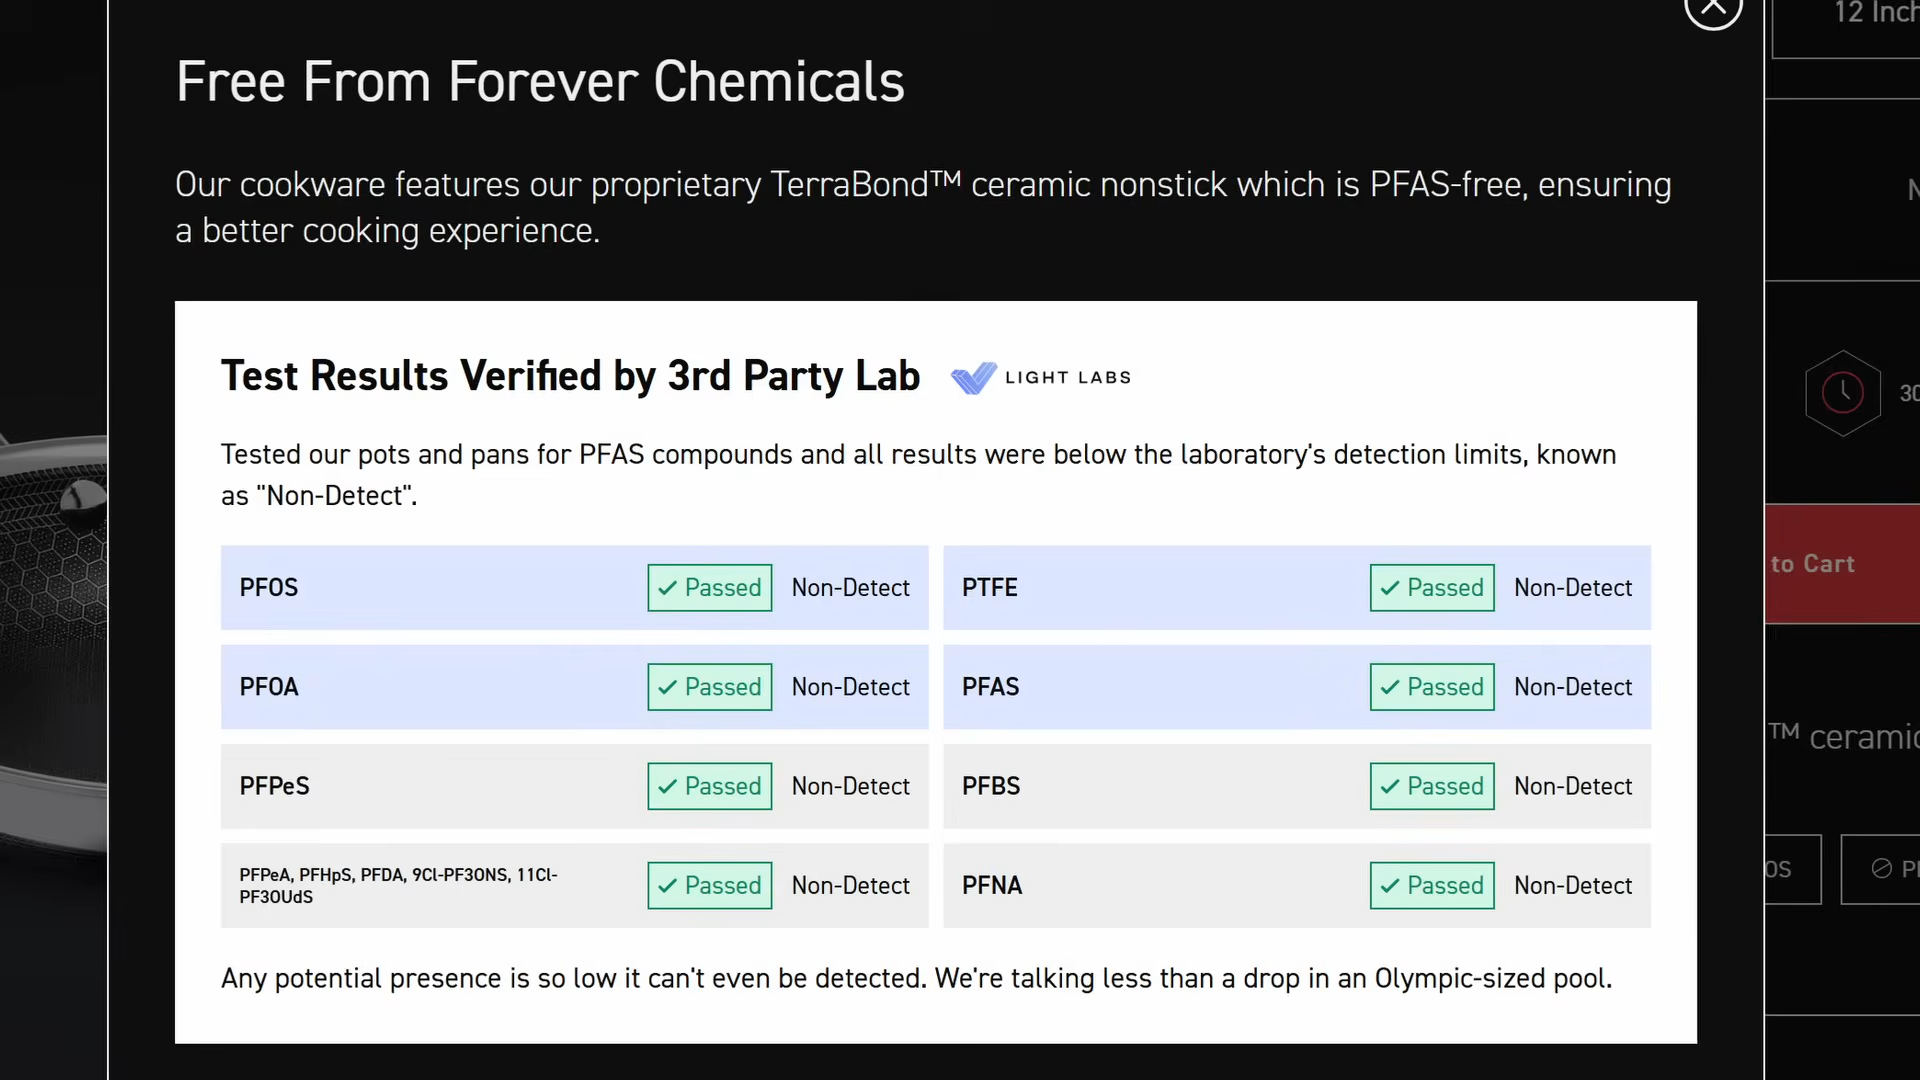 12 Inch
Free From Forever Chemicals
Our cookware features our proprietary TerraBond™ ceramic nonstick which is PFAS-free, ensuring
a better cooking experience.
Test Results Verified by 3rd Party Lab LIGHT LABS
Tested our pots and pans for PFAS compounds and all results were below the laboratory's detection limits, known
as "Non-Detect".
PFOS ✓ Passed Non-Detect
PTFE ✓ Passed Non-Detect
PFOA ✓ Passed Non-Detect
PFAS ✓ Passed Non-Detect
PFPeS ✓ Passed Non-Detect
PFBS ✓ Passed Non-Detect
PFPeA, PFHpS, PFDA, 9Cl-PF3ONS, 11Cl-
PF3OUdS ✓ Passed Non-Detect
PFNA ✓ Passed Non-Detect
Any potential presence is so low it can't even be detected. We're talking less than a drop in an Olympic-sized pool.
30
to Cart
™ ceramic
OS